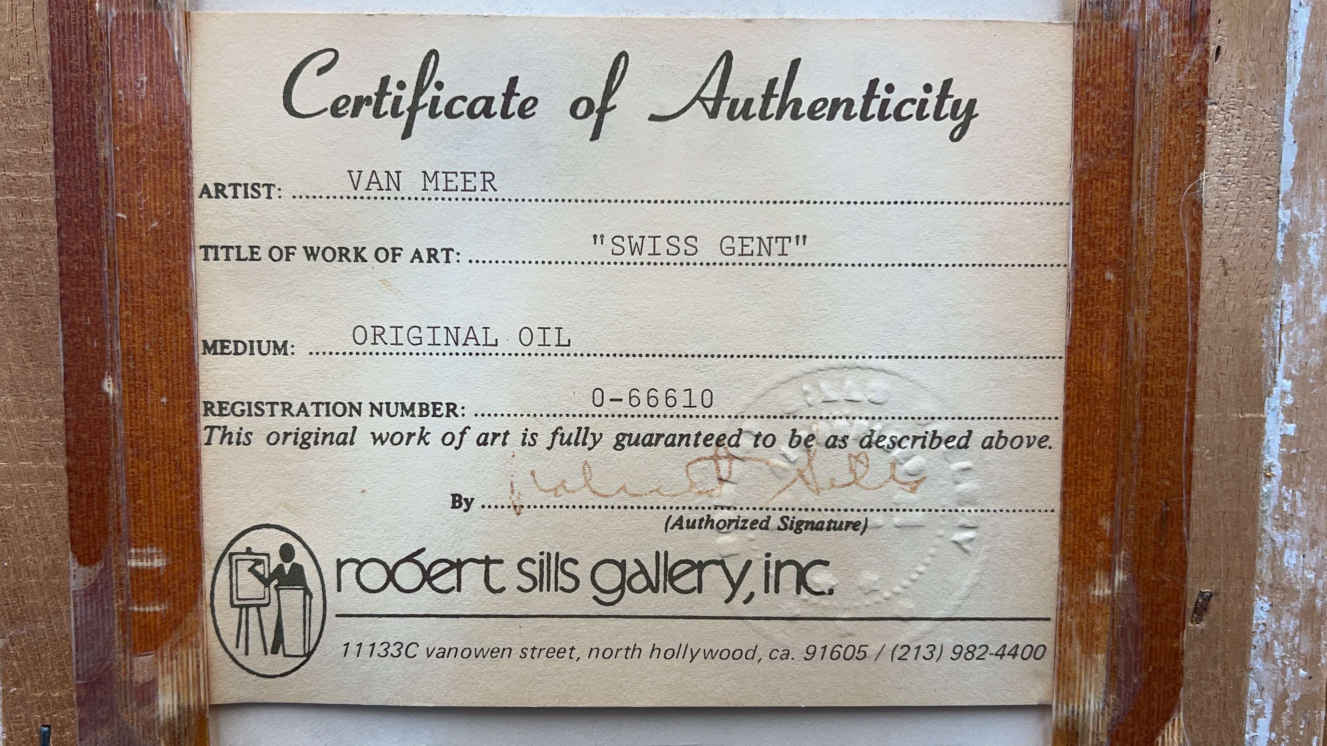 Certificate of Authenticity
ARTIST: VAN MEER
TITLE OF WORK OF ART: "SWISS GENT"
MEDIUM: ORIGINAL OIL
REGISTRATION NUMBER: 0-66610
This original work of art is fully guaranteed to be as described above.
By Robert Sills
(Authorized Signature)
robert sills gallery, inc.
11133C vanowen street, north hollywood, ca. 91605 / (213) 982-4400